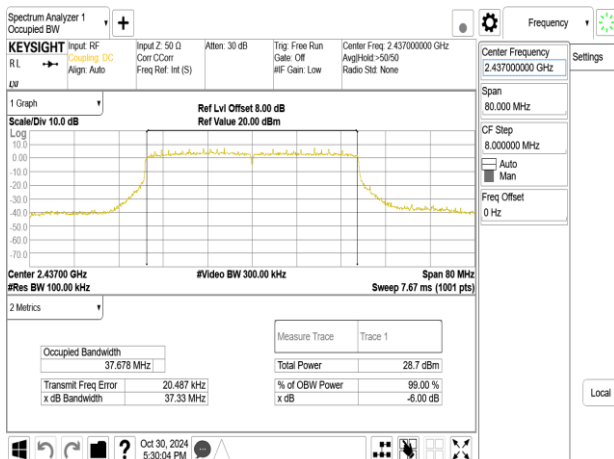 Spectrum Analyzer 1
Occupied BW
+
Frequency
KEYSIGHT
RL
LXI
Input: RF
Coupling: DC
Align: Auto
Input Z: 50 Ω
Corr CCorr
Freq Ref: Int (S)
Atten: 30 dB
Trig: Free Run
Gate: Off
#IF Gain: Low
Center Freq: 2.437000000 GHz
Avg|Hold:>50/50
Radio Std: None
Center Frequency
2.437000000 GHz
Settings
Span
80.000 MHz
CF Step
8.000000 MHz
Auto
Man
Freq Offset
0 Hz
Local
1 Graph
Scale/Div 10.0 dB
Ref Lvl Offset 8.00 dB
Ref Value 20.00 dBm
Log
10.0
0.00
-10.0
-20.0
-30.0
-40.0
-50.0
-60.0
-70.0
Center 2.43700 GHz
#Res BW 100.00 kHz
#Video BW 300.00 kHz
Span 80 MHz
Sweep 7.67 ms (1001 pts)
2 Metrics
Measure Trace Trace 1
Occupied Bandwidth
37.678 MHz
Total Power 28.7 dBm
Transmit Freq Error 20.487 kHz
% of OBW Power 99.00 %
x dB Bandwidth 37.33 MHz
x dB -6.00 dB
?
Oct 30, 2024
5:30:04 PM